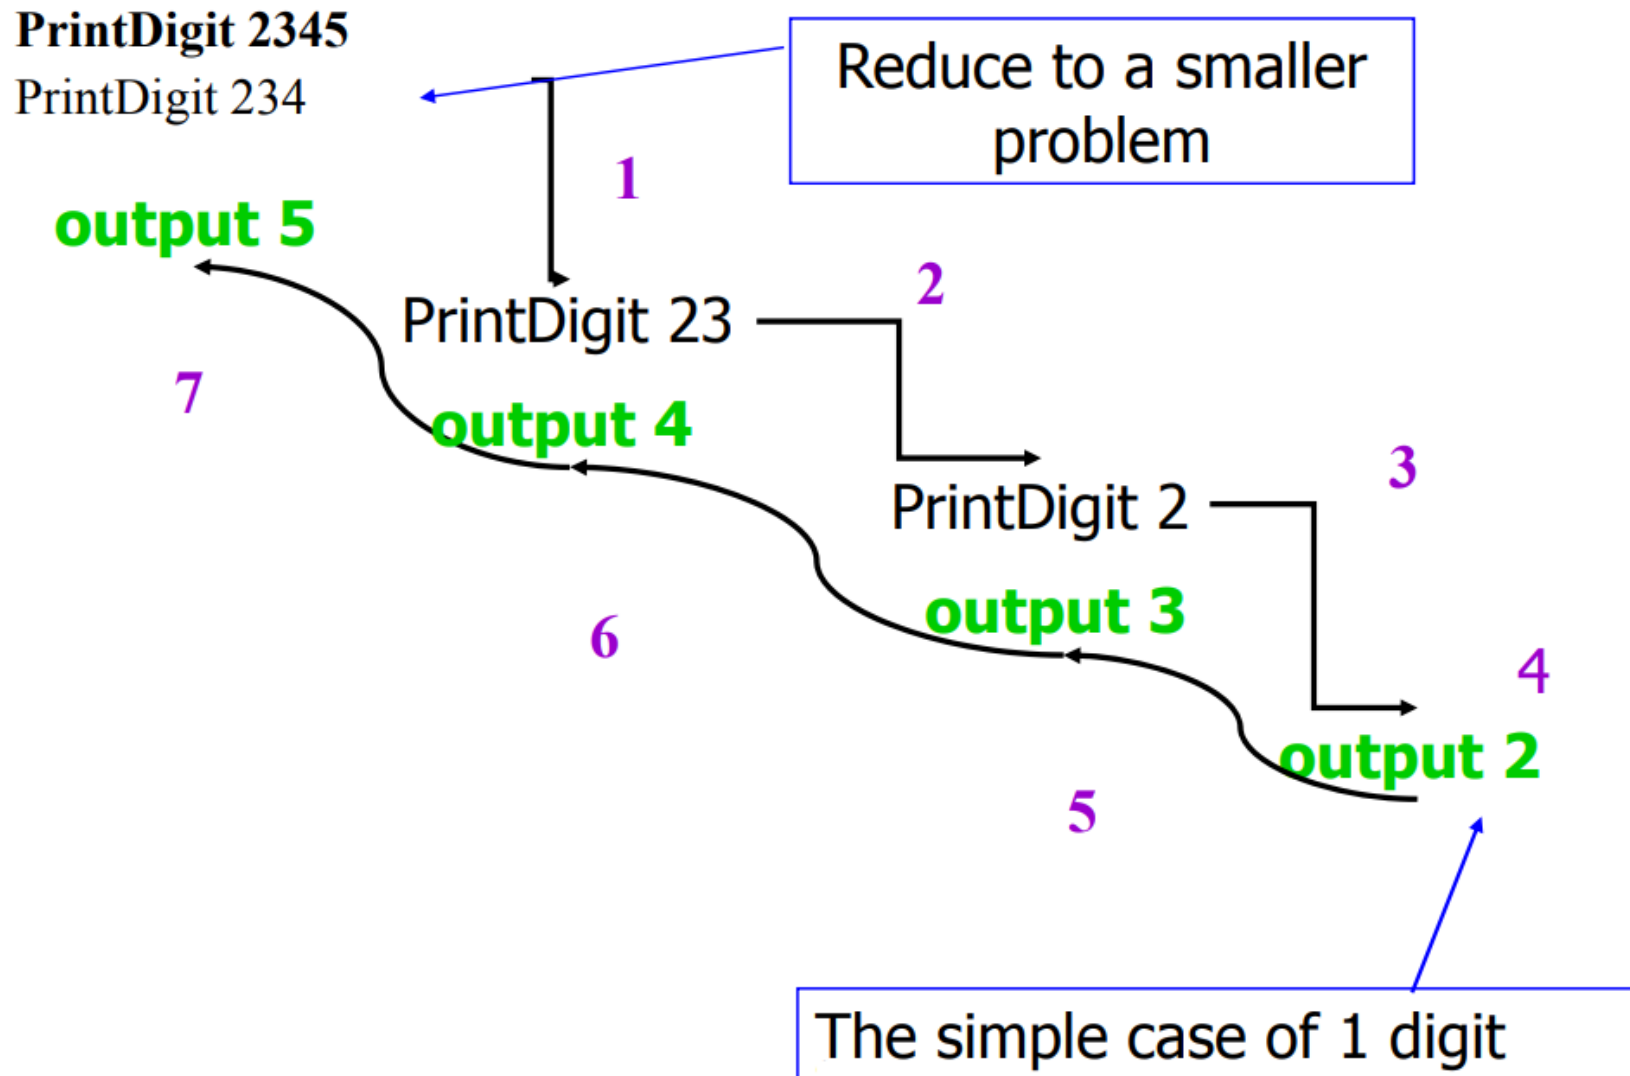 PrintDigit 2345
PrintDigit 234
Reduce to a smaller
problem
1
output 5
2
PrintDigit 23
7
output 4
3
PrintDigit 2
output 3
6
4
output 2
5
The simple case of 1 digit